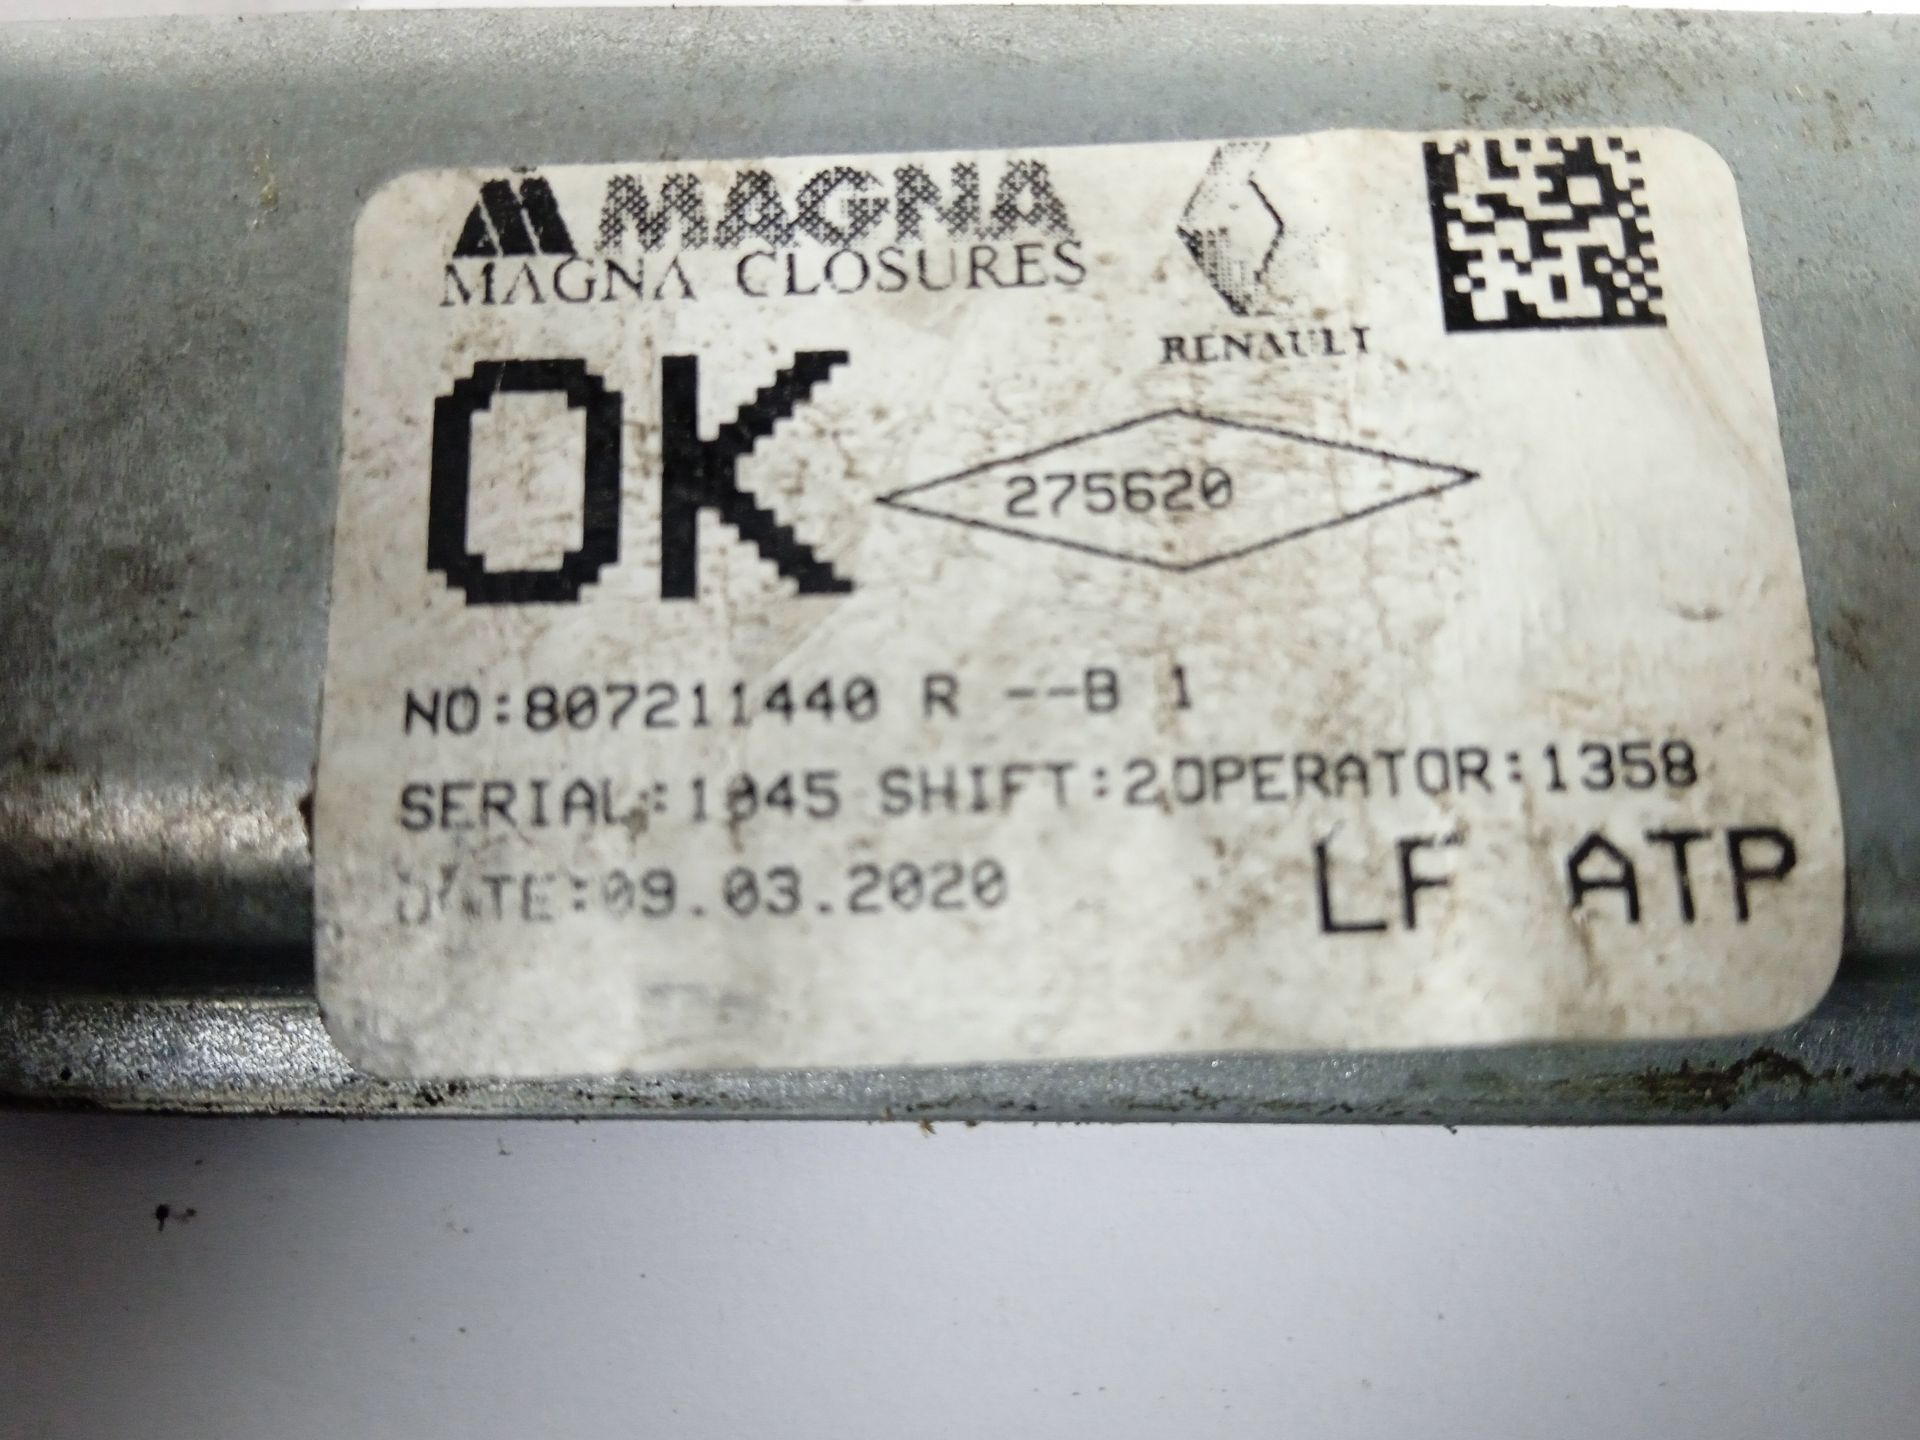 MAGNA
MAGNA CLOSURES
RENAULT
OK
275620
NO:807211440 R --B 1
SERIAL:1045 SHIFT:2OPERATOR:1358
DATE:09.03.2020
LF ATP